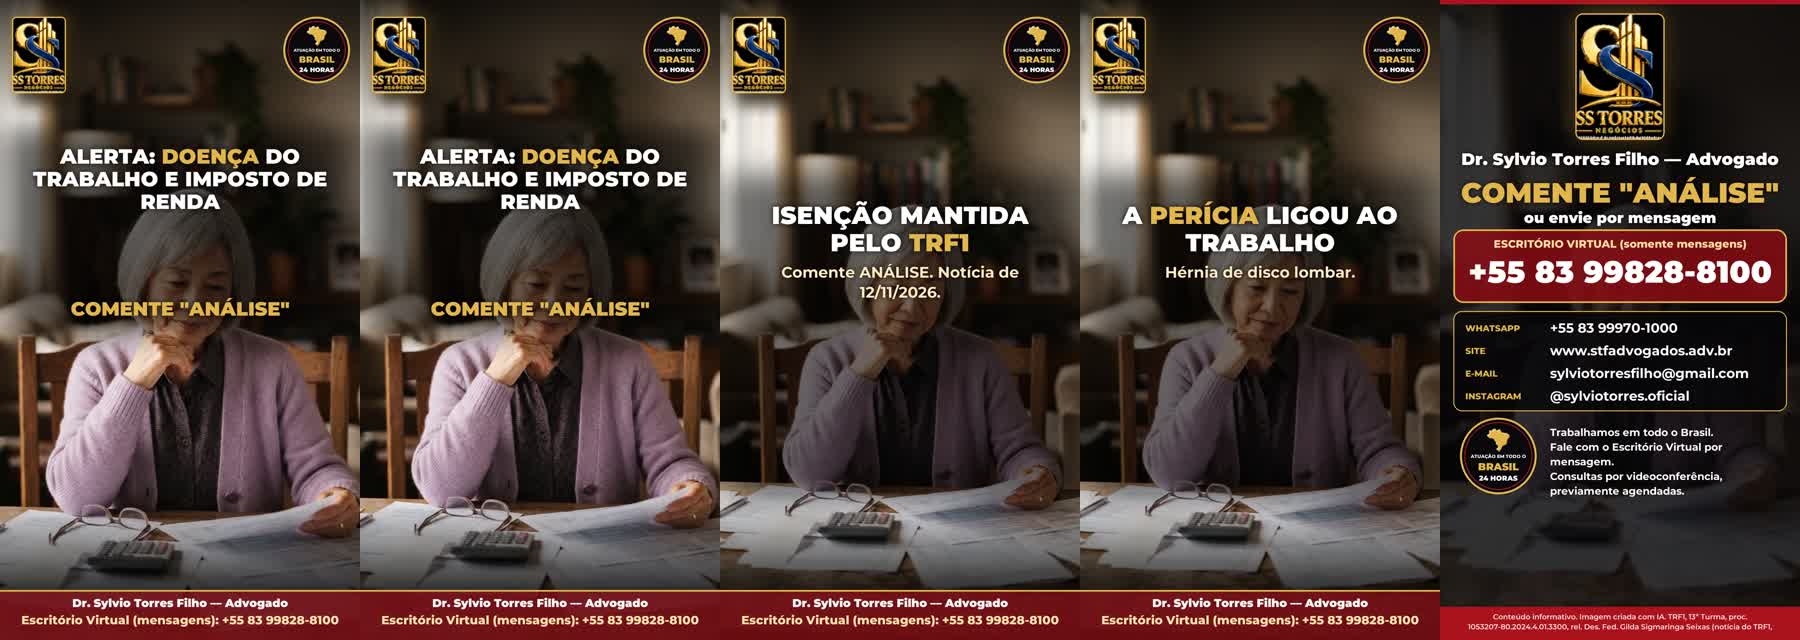 SS TORRES
NEGÓCIOS
ATUAÇÃO EM TODO O
BRASIL
24 HORAS
ALERTA: DOENÇA DO
TRABALHO E IMPOSTO DE
RENDA
COMENTE "ANÁLISE"
Dr. Sylvio Torres Filho — Advogado
Escritório Virtual (mensagens): +55 83 99828-8100
SS TORRES
NEGÓCIOS
ATUAÇÃO EM TODO O
BRASIL
24 HORAS
ALERTA: DOENÇA DO
TRABALHO E IMPOSTO DE
RENDA
COMENTE "ANÁLISE"
Dr. Sylvio Torres Filho — Advogado
Escritório Virtual (mensagens): +55 83 99828-8100
SS TORRES
NEGÓCIOS
ATUAÇÃO EM TODO O
BRASIL
24 HORAS
ISENÇÃO MANTIDA
PELO TRF1
Comente ANÁLISE. Notícia de
12/11/2026.
Dr. Sylvio Torres Filho — Advogado
Escritório Virtual (mensagens): +55 83 99828-8100
SS TORRES
NEGÓCIOS
ATUAÇÃO EM TODO O
BRASIL
24 HORAS
A PERÍCIA LIGOU AO
TRABALHO
Hérnia de disco lombar.
Dr. Sylvio Torres Filho — Advogado
Escritório Virtual (mensagens): +55 83 99828-8100
SS TORRES
NEGÓCIOS
Dr. Sylvio Torres Filho — Advogado
COMENTE "ANÁLISE"
ou envie por mensagem
ESCRITÓRIO VIRTUAL (somente mensagens)
+55 83 99828-8100
WHATSAPP +55 83 99970-1000
SITE www.stfadvogados.adv.br
E-MAIL sylviotorresfilho@gmail.com
INSTAGRAM @sylviotorres.oficial
ATUAÇÃO EM TODO O
BRASIL
24 HORAS
Trabalhamos em todo o Brasil.
Fale com o Escritório Virtual por
mensagem.
Consultas por videoconferência,
previamente agendadas.
Conteúdo informativo. Imagem criada com IA. TRF1, 13ª Turma, proc.
1053207-80.2024.4.01.3300, rel. Des. Fed. Gilda Sigmaringa Seixas (notícia do TRF1,